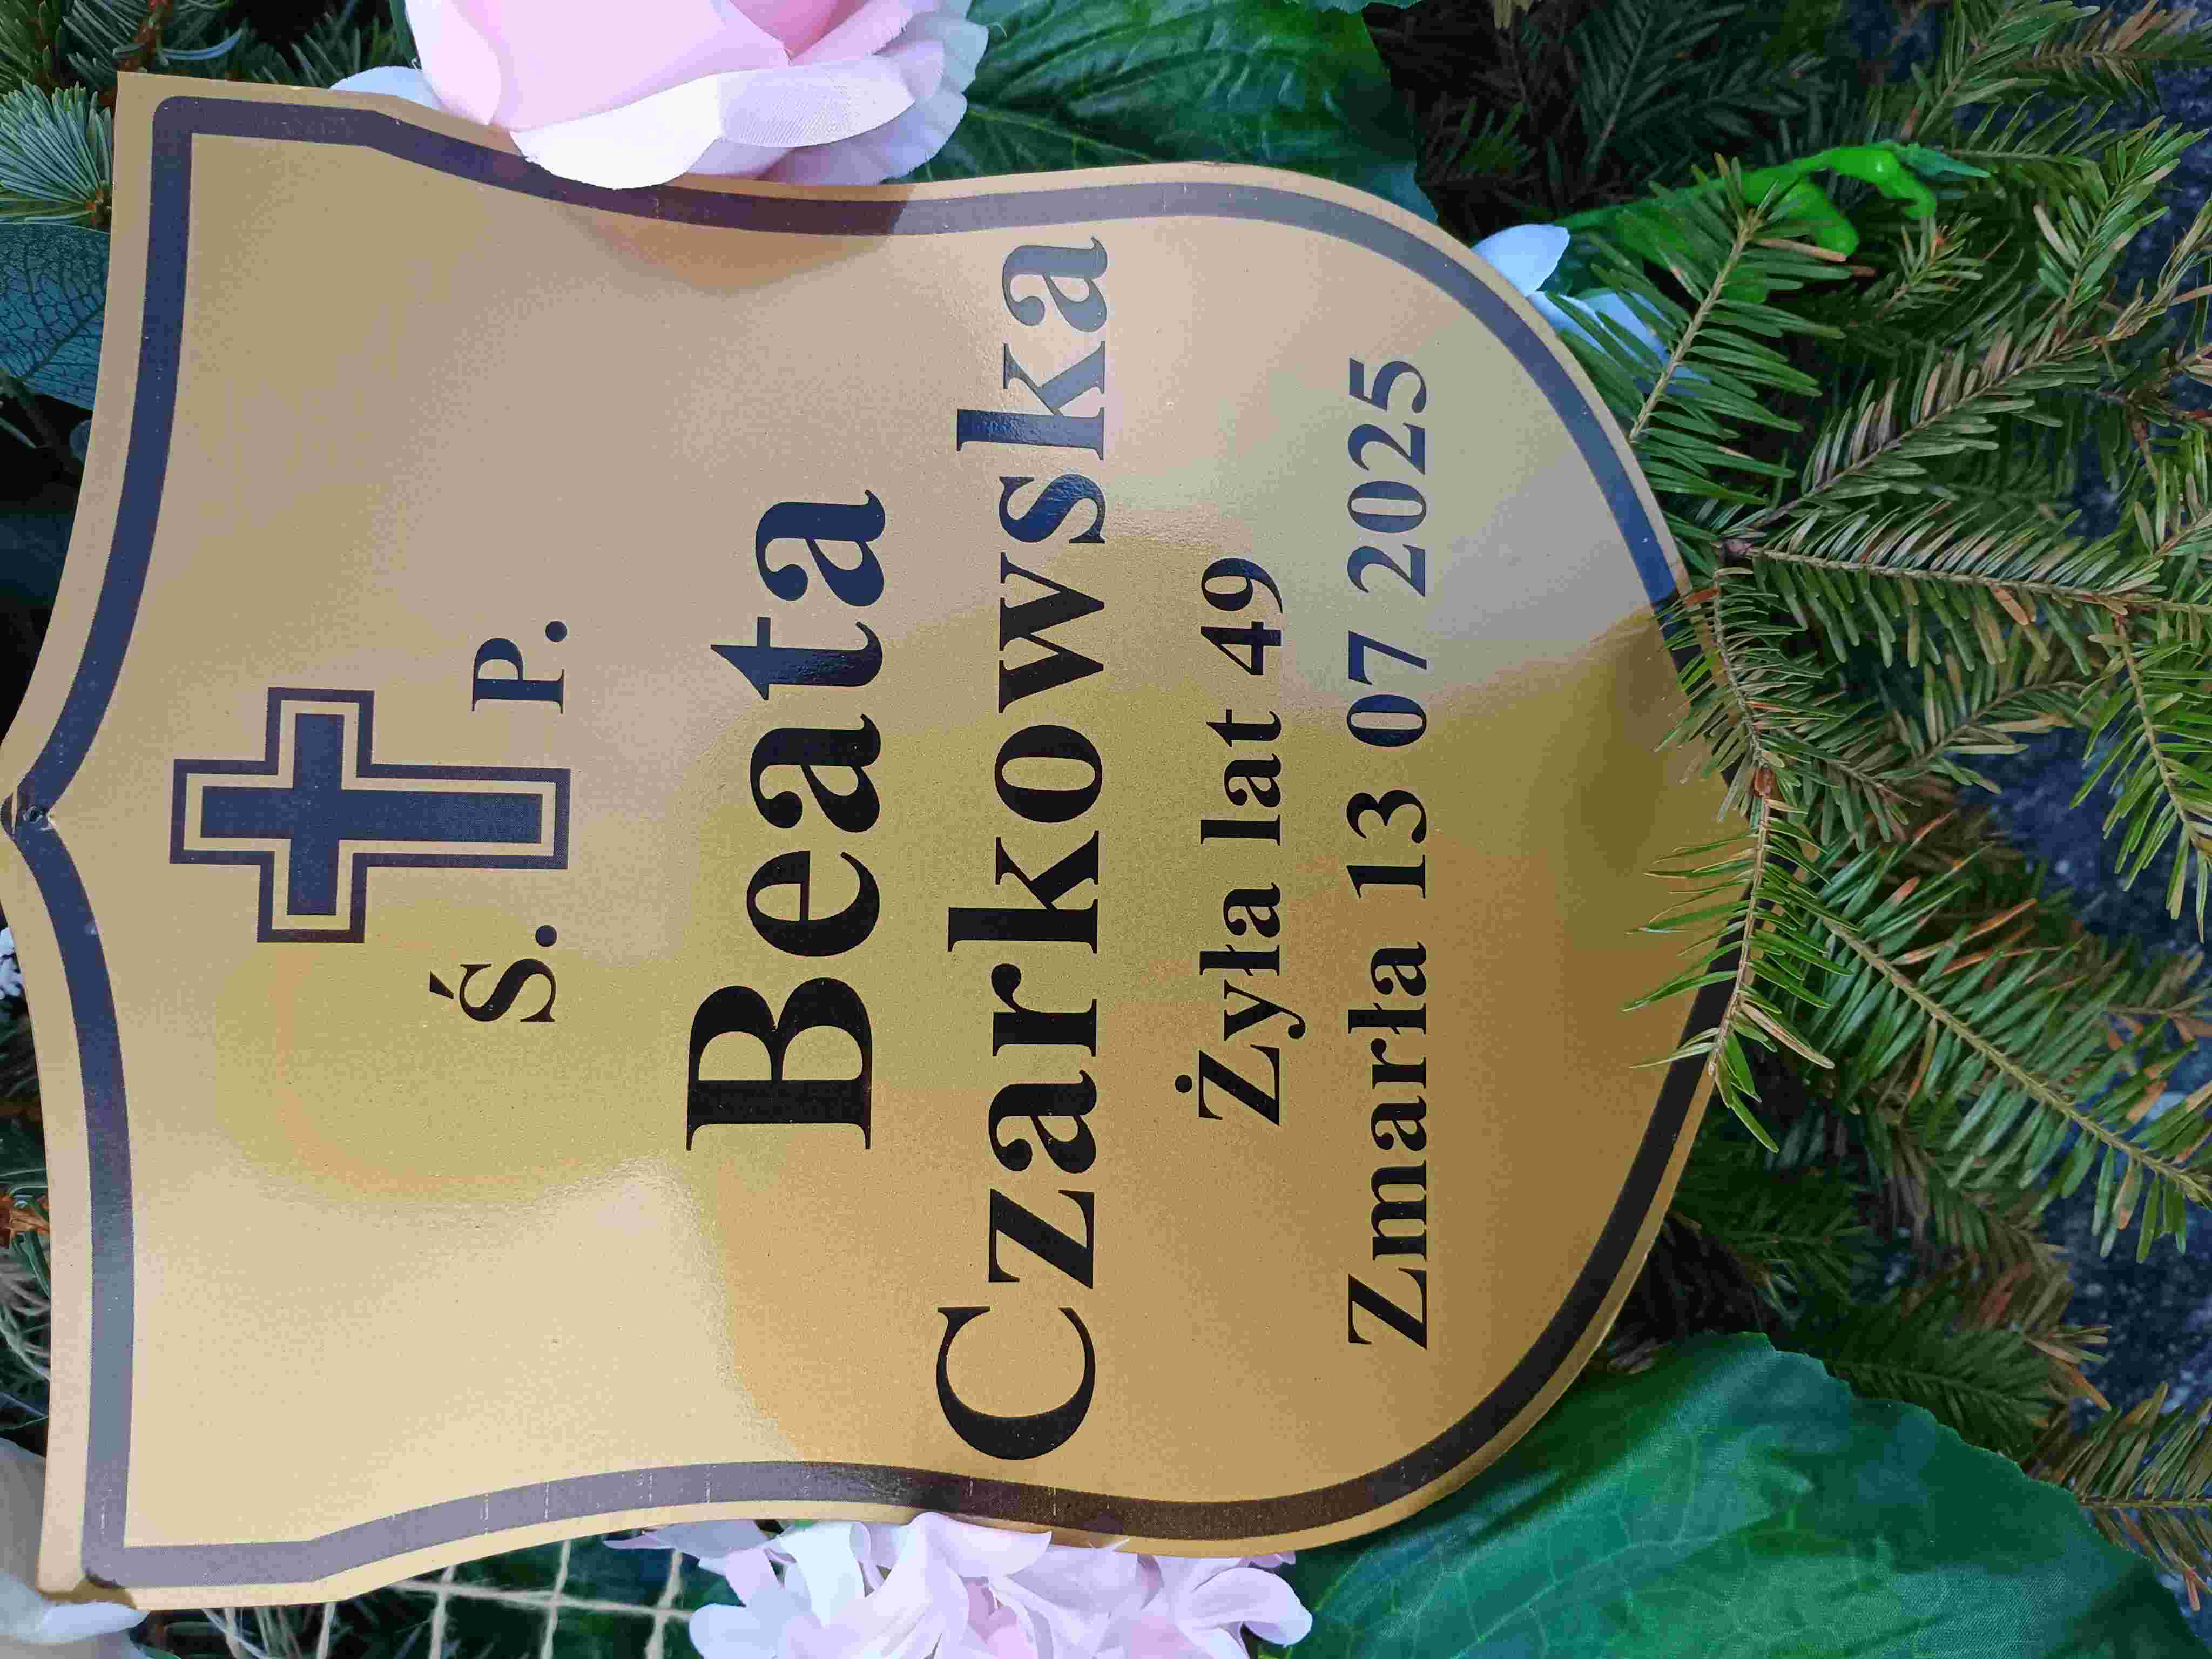 Ś. P.
Beata
Czarkowska
Żyła lat 49
Zmarła 13 07 2025